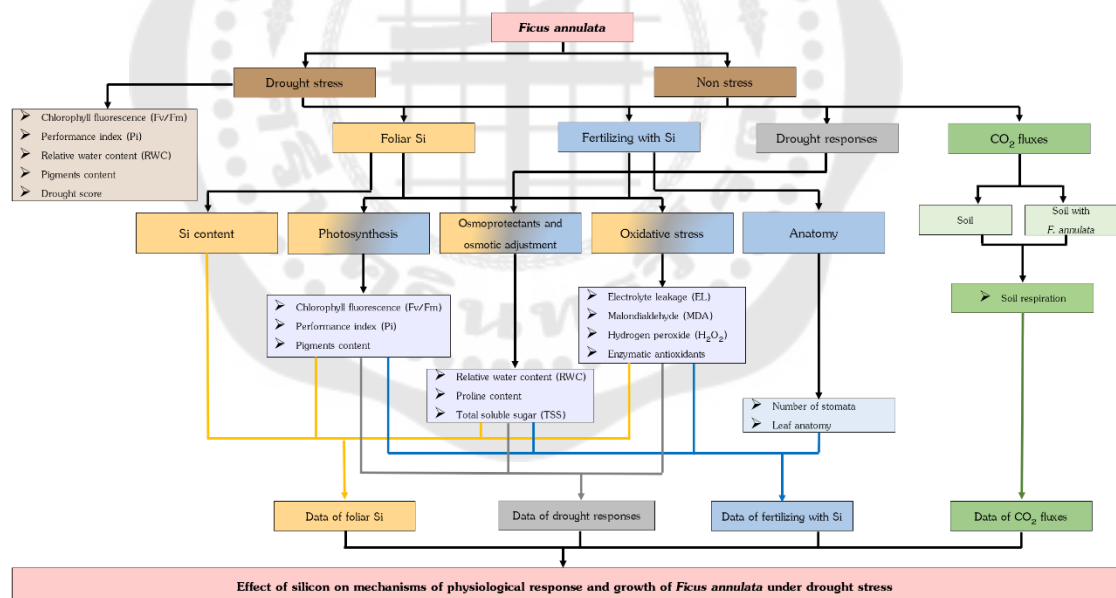 Ficus annulata
Drought stress
Non stress
➢ Chlorophyll fluorescence (Fv/Fm)
➢ Performance index (Pi)
➢ Relative water content (RWC)
➢ Pigments content
➢ Drought score
Foliar Si
Fertilizing with Si
Drought responses
CO₂ fluxes
Si content
Photosynthesis
Osmoprotectants and
osmotic adjustment
Oxidative stress
Anatomy
Soil
Soil with
F. annulata
➢ Chlorophyll fluorescence (Fv/Fm)
➢ Performance index (Pi)
➢ Pigments content
➢ Electrolyte leakage (EL)
➢ Malondialdehyde (MDA)
➢ Hydrogen peroxide (H₂O₂)
➢ Enzymatic antioxidants
➢ Soil respiration
➢ Relative water content (RWC)
➢ Proline content
➢ Total soluble sugar (TSS)
➢ Number of stomata
➢ Leaf anatomy
Data of foliar Si
Data of drought responses
Data of fertilizing with Si
Data of CO₂ fluxes
Effect of silicon on mechanisms of physiological response and growth of Ficus annulata under drought stress